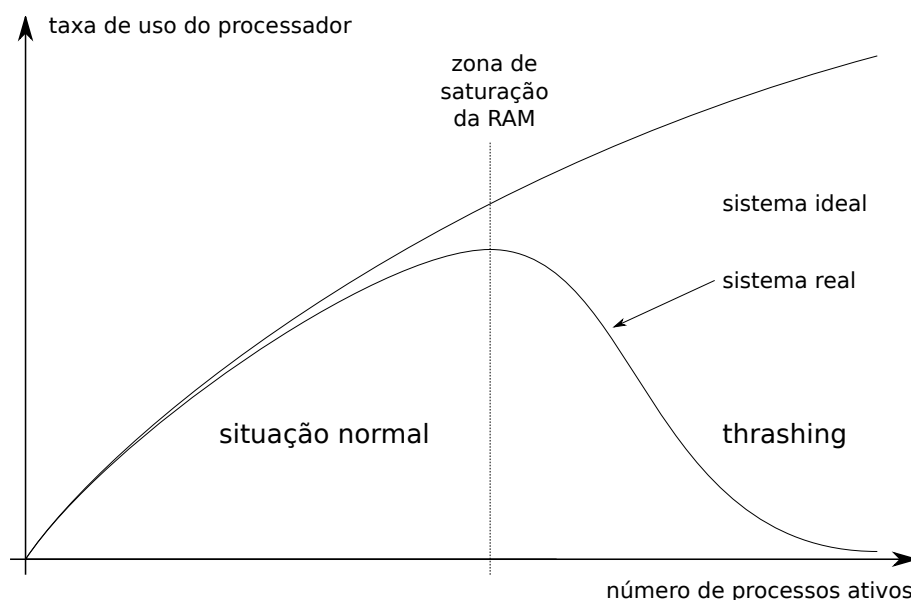 taxa de uso do processador
zona de
saturação
da RAM
sistema ideal
sistema real
situação normal
thrashing
número de processos ativos